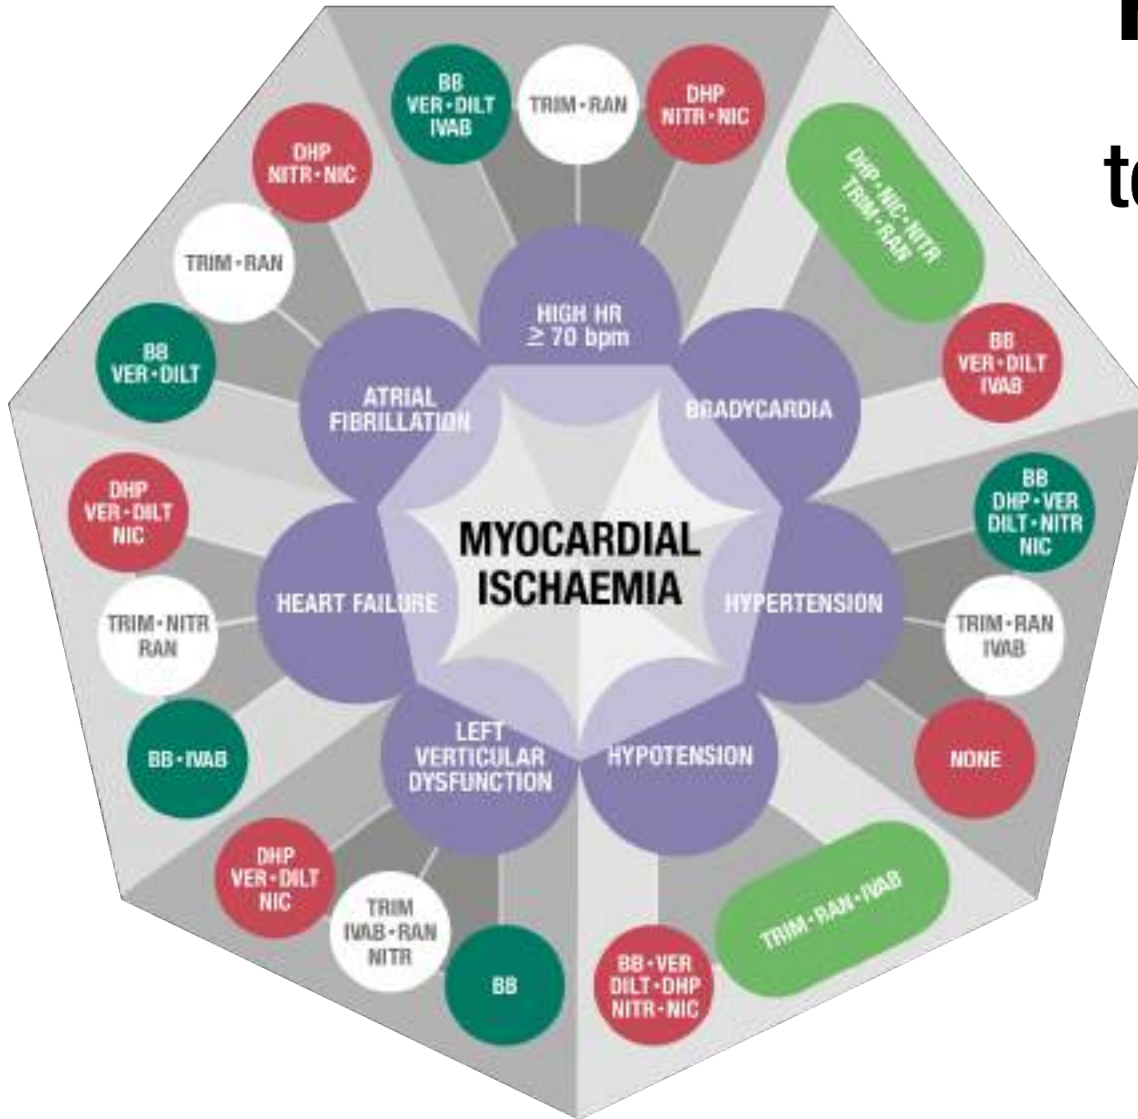 MYOCARDIAL
ISCHAEMIA
HIGH HR
≥ 70 bpm
BB
VER•DILT
IVAB
TRIM•RAN
DHP
NITR•NIC
BRADYCARDIA
DHP•NIC•NITR
TRIM•RAN
BB
VER•DILT
IVAB
HYPERTENSION
BB
DHP•VER
DILT•NITR
NIC
TRIM•RAN
IVAB
NONE
HYPOTENSION
TRIM•RAN•IVAB
BB•VER
DILT•DHP
NITR•NIC
LEFT
VERTICULAR
DYSFUNCTION
BB
TRIM
IVAB•RAN
NITR
DHP
VER•DILT
NIC
HEART FAILURE
BB•IVAB
TRIM•NITR
RAN
DHP
VER•DILT
NIC
ATRIAL
FIBRILLATION
BB
VER•DILT
TRIM•RAN
DHP
NITR•NIC